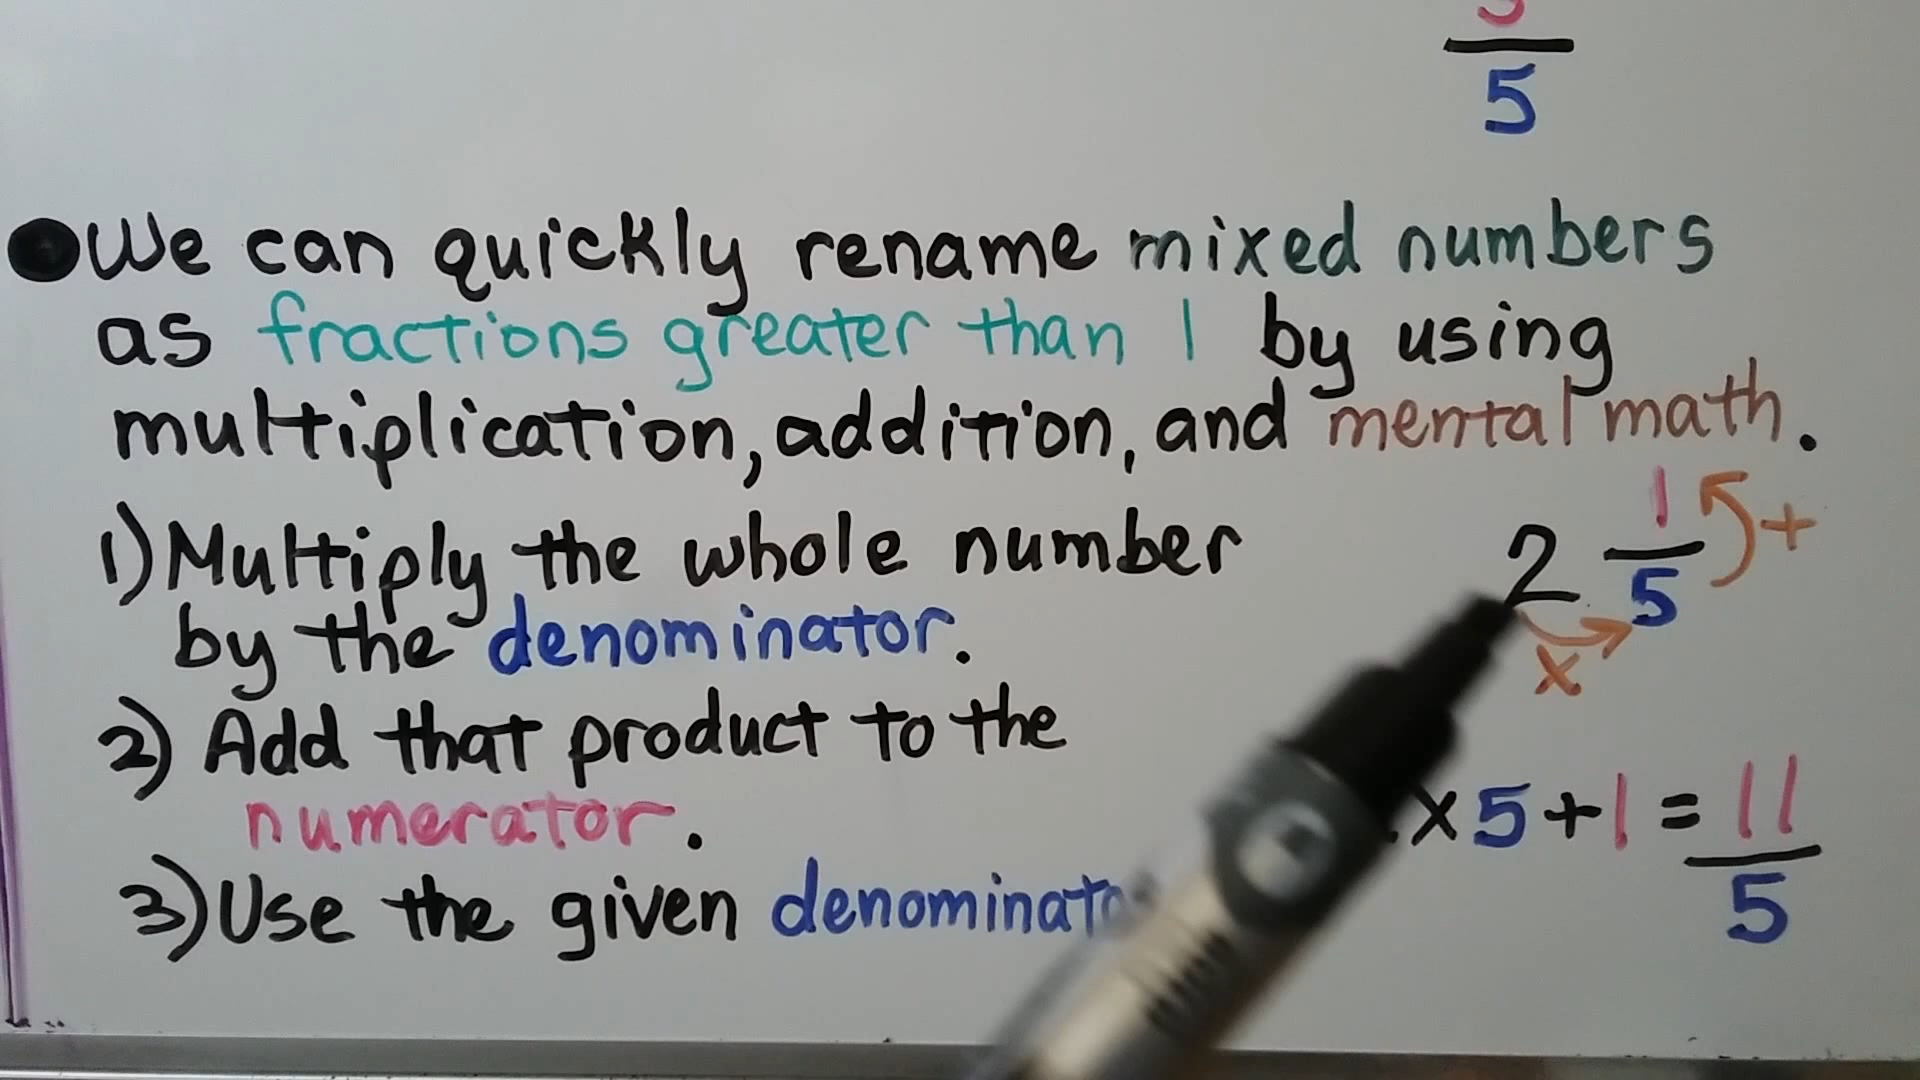 5
● We can quickly rename mixed numbers
as fractions greater than 1 by using
multiplication, addition, and mental math.
1) Multiply the whole number
by the denominator.
2) Add that product to the
numerator.
3) Use the given
2 1/5 +
x
x 5 + 1 = 11/5